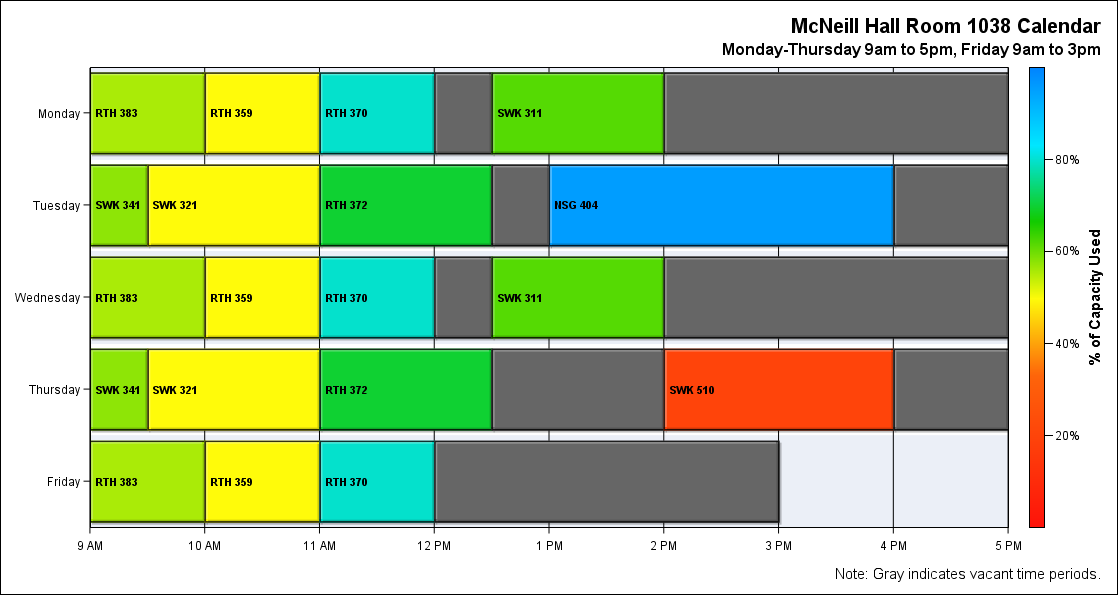 McNeill Hall Room 1038 Calendar
Monday-Thursday 9am to 5pm, Friday 9am to 3pm
Monday
RTH 383
RTH 359
RTH 370
SWK 311
Tuesday
SWK 341
SWK 321
RTH 372
NSG 404
Wednesday
RTH 383
RTH 359
RTH 370
SWK 311
Thursday
SWK 341
SWK 321
RTH 372
SWK 510
Friday
RTH 383
RTH 359
RTH 370
9 AM
10 AM
11 AM
12 PM
1 PM
2 PM
3 PM
4 PM
5 PM
80%
60%
40%
20%
% of Capacity Used
Note: Gray indicates vacant time periods.